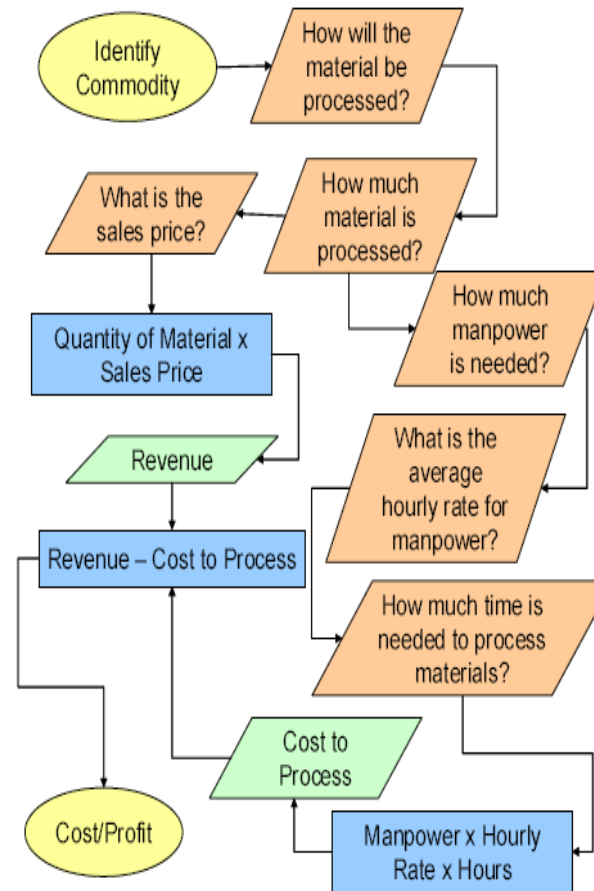 Identify
Commodity
How will the
material be
processed?
What is the
sales price?
How much
material is
processed?
How much
manpower
is needed?
Quantity of Material x
Sales Price
What is the
average
hourly rate for
manpower?
Revenue
Revenue – Cost to Process
How much time is
needed to process
materials?
Cost to
Process
Cost/Profit
Manpower x Hourly
Rate x Hours